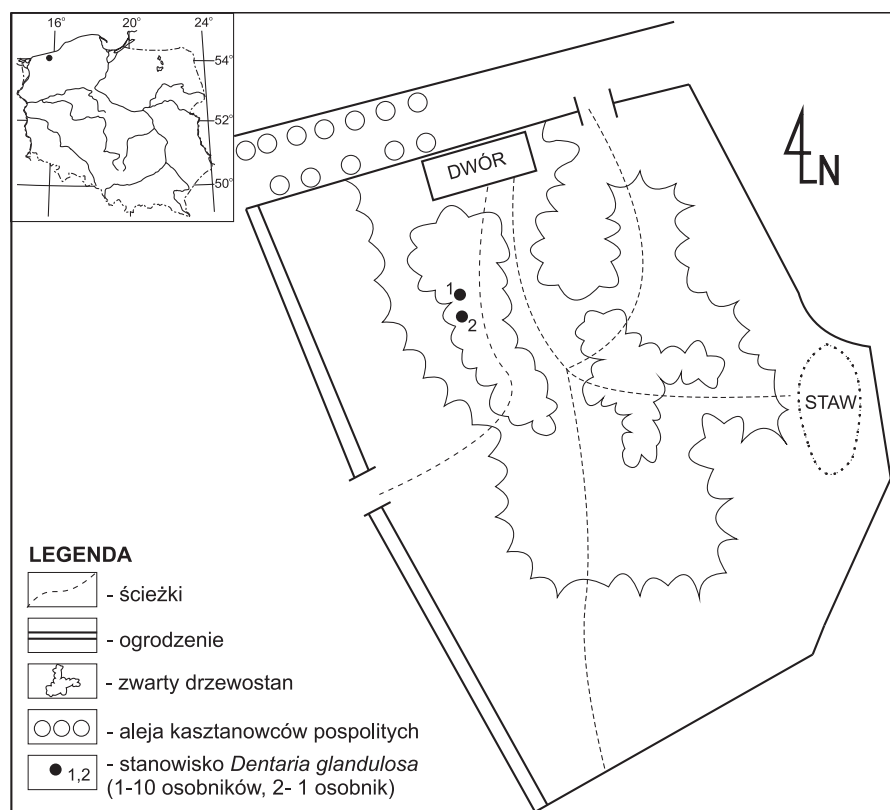 16° 20° 24°
54°
52°
50°
DWÓR
N
1
2
STAW
LEGENDA
- ścieżki
- ogrodzenie
- zwarty drzewostan
- aleja kasztanowców pospolitych
1,2 - stanowisko Dentaria glandulosa
(1-10 osobników, 2- 1 osobnik)